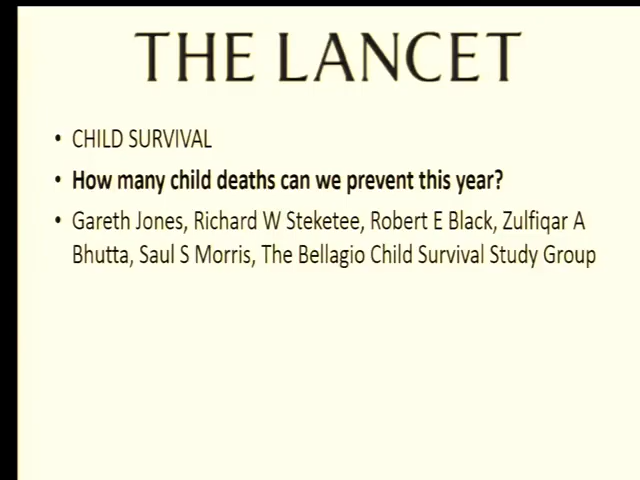 THE LANCET
• CHILD SURVIVAL
• How many child deaths can we prevent this year?
• Gareth Jones, Richard W Steketee, Robert E Black, Zulfiqar A
Bhutta, Saul S Morris, The Bellagio Child Survival Study Group